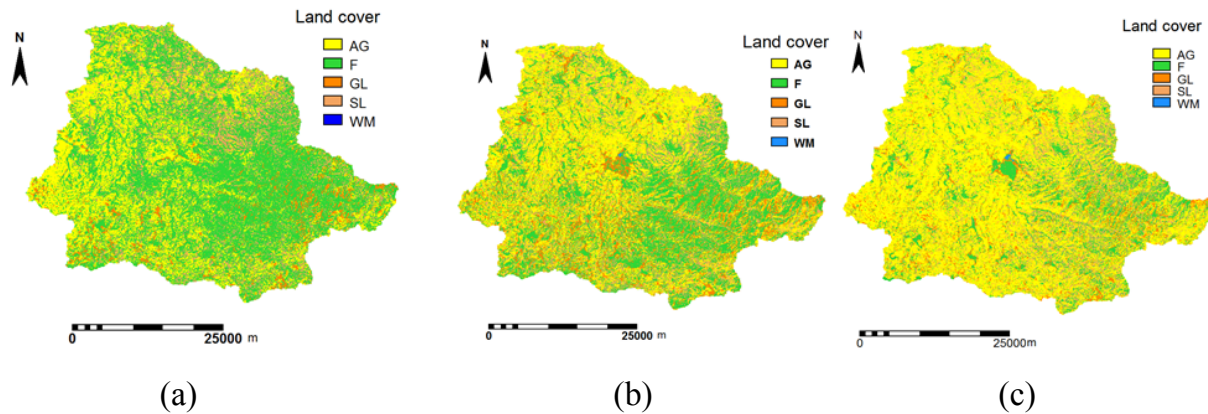 Land cover
N
AG
F
GL
SL
WM
0 25000 m
(a)
Land cover
N
AG
F
GL
SL
WM
0 25000 m
(b)
Land cover
N
AG
F
GL
SL
WM
0 25000m
(c)